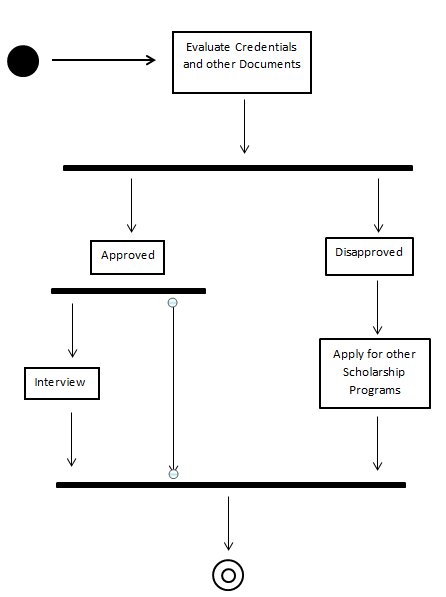 Evaluate Credentials
and other Documents
Approved
Disapproved
Interview
Apply for other
Scholarship
Programs